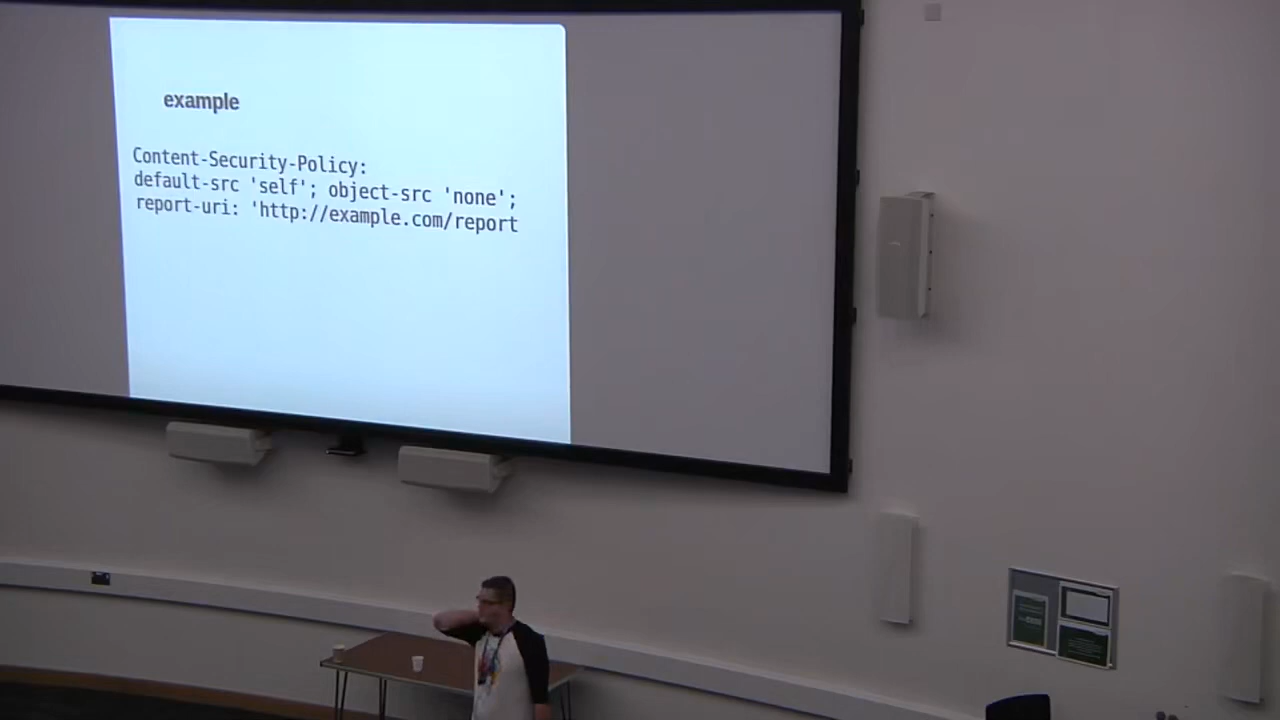 example
Content-Security-Policy:
default-src 'self'; object-src 'none';
report-uri: 'http://example.com/report